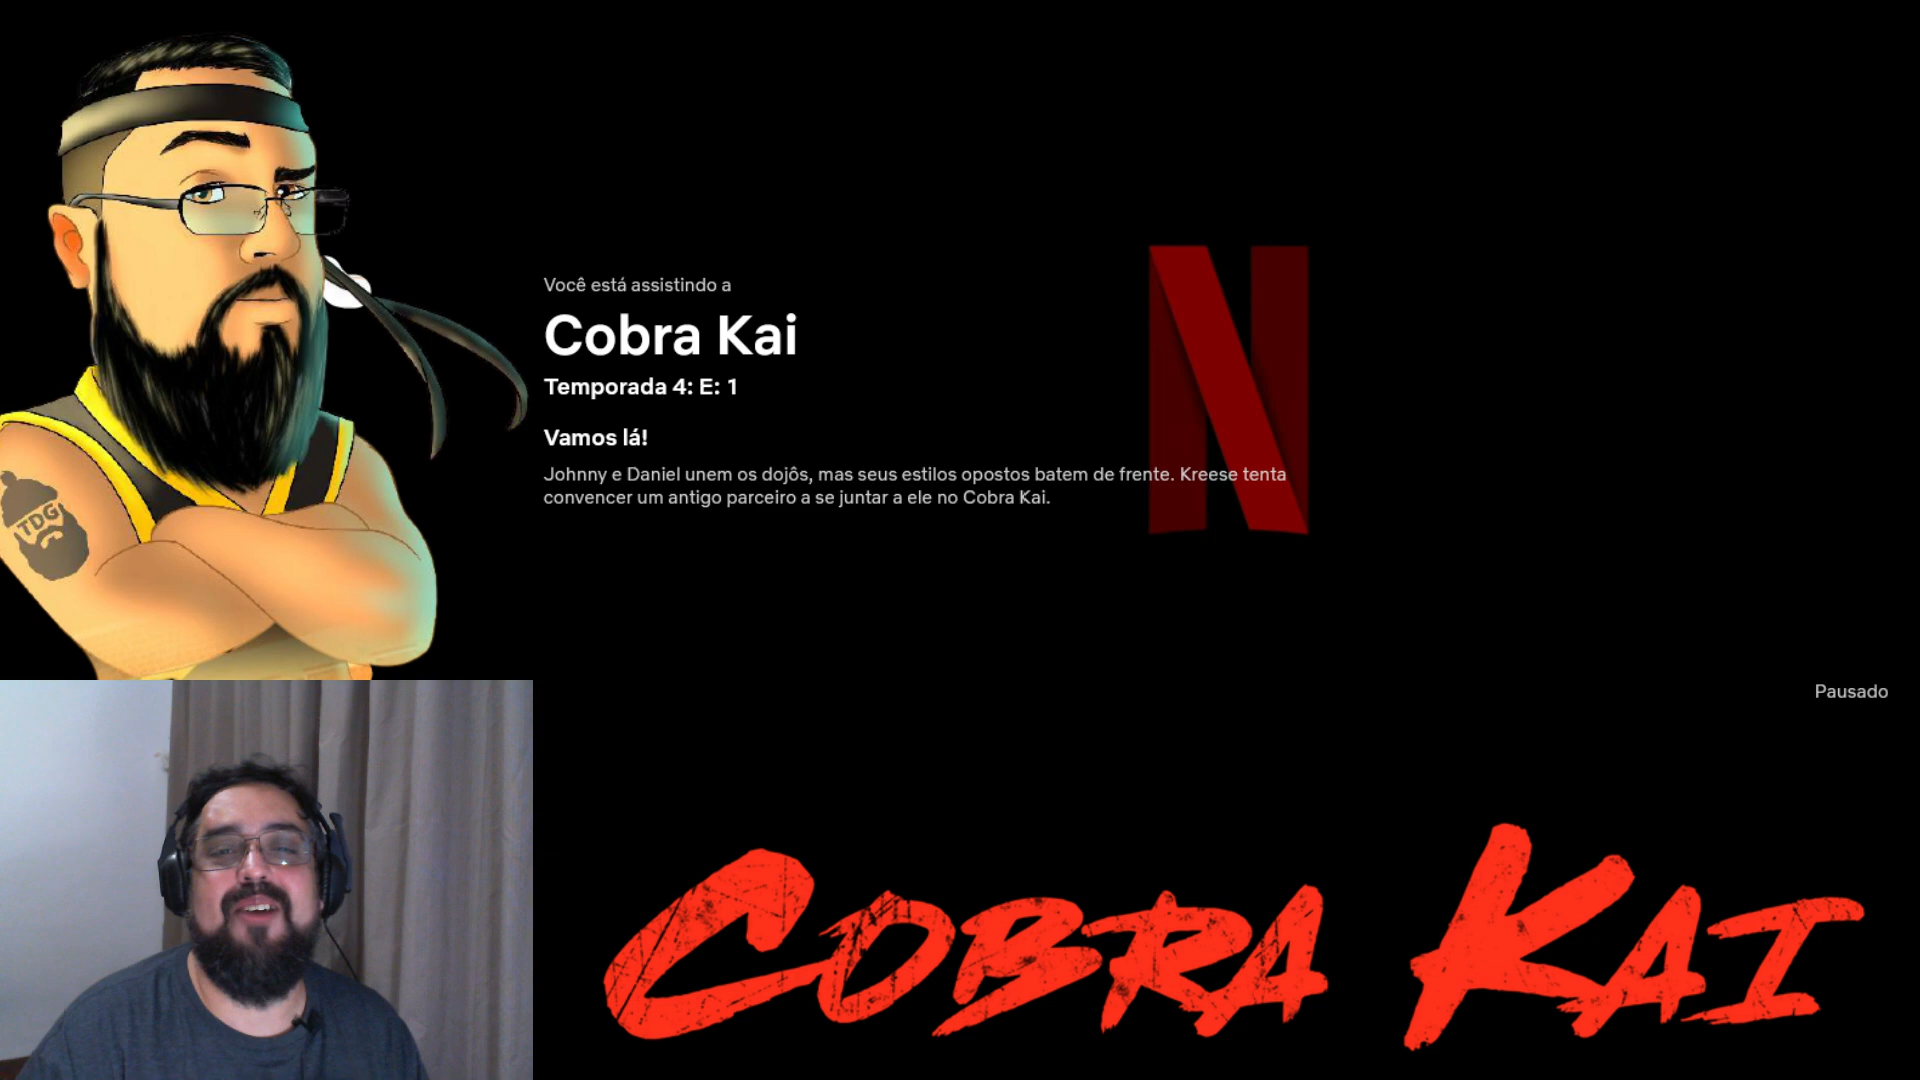 Você está assistindo a
Cobra Kai
Temporada 4: E: 1
Vamos lá!
Johnny e Daniel unem os dojôs, mas seus estilos opostos batem de frente. Kreese tenta
convencer um antigo parceiro a se juntar a ele no Cobra Kai.
N
TDG
Pausado
COBRA KAI